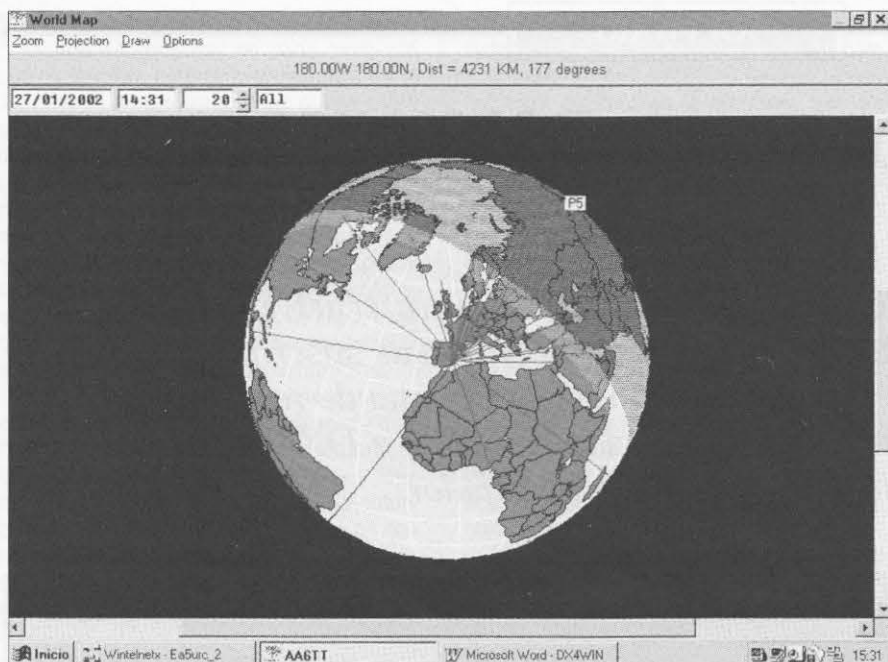 World Map
Zoom Projection Draw Options
180.00W 180.00N, Dist = 4231 KM, 177 degrees
27/01/2002 14:31 20 All
P5
Inicio Wintelnetx - Ea5urc_2 AA6TT Microsoft Word - DX4WIN 15:31